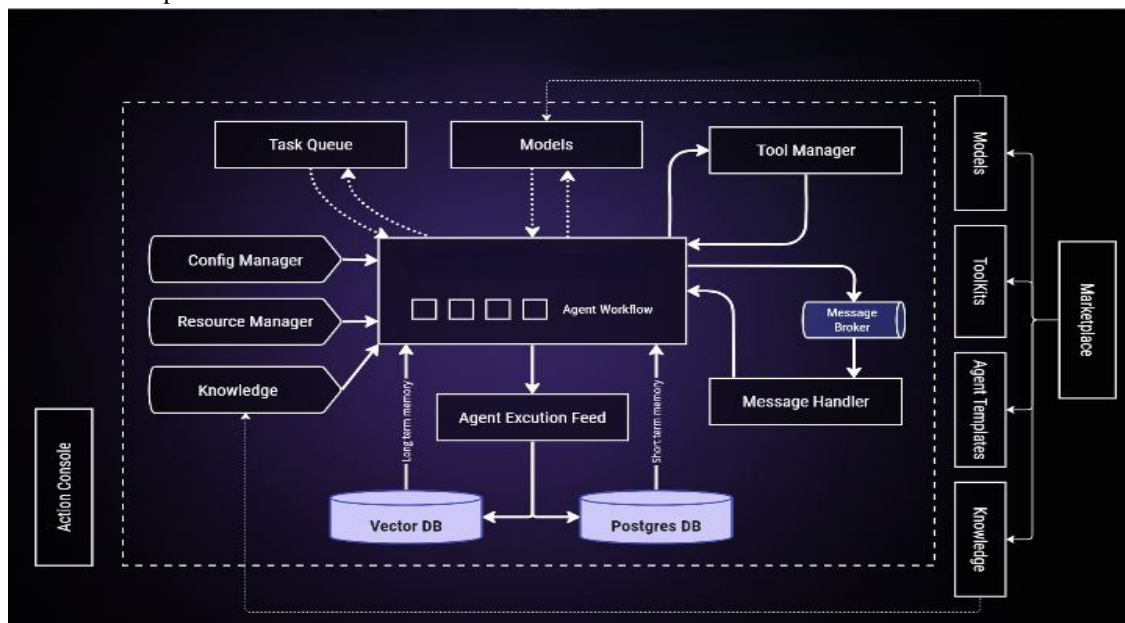 Task Queue
Models
Tool Manager
Models
Config Manager
ToolKits
Marketplace
Resource Manager
Agent Workflow
Message
Broker
Knowledge
Agent Templates
Message Handler
Agent Excution Feed
Long term memory
Short term memory
Action Console
Knowledge
Vector DB
Postgres DB